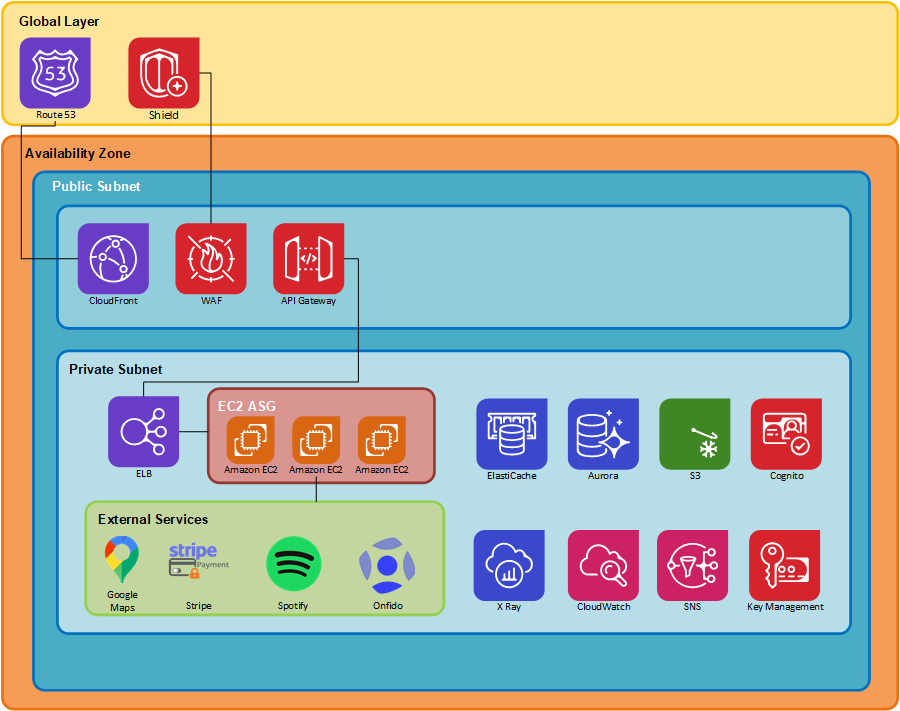 Global Layer
53
Route 53
Shield
Availability Zone
Public Subnet
</>
CloudFront
WAF
API Gateway
Private Subnet
EC2 ASG
Amazon EC2
Amazon EC2
Amazon EC2
ELB
ElastiCache
Aurora
S3
Cognito
External Services
stripe
Payment
Google
Maps
Stripe
Spotify
Onfido
X Ray
CloudWatch
SNS
Key Management